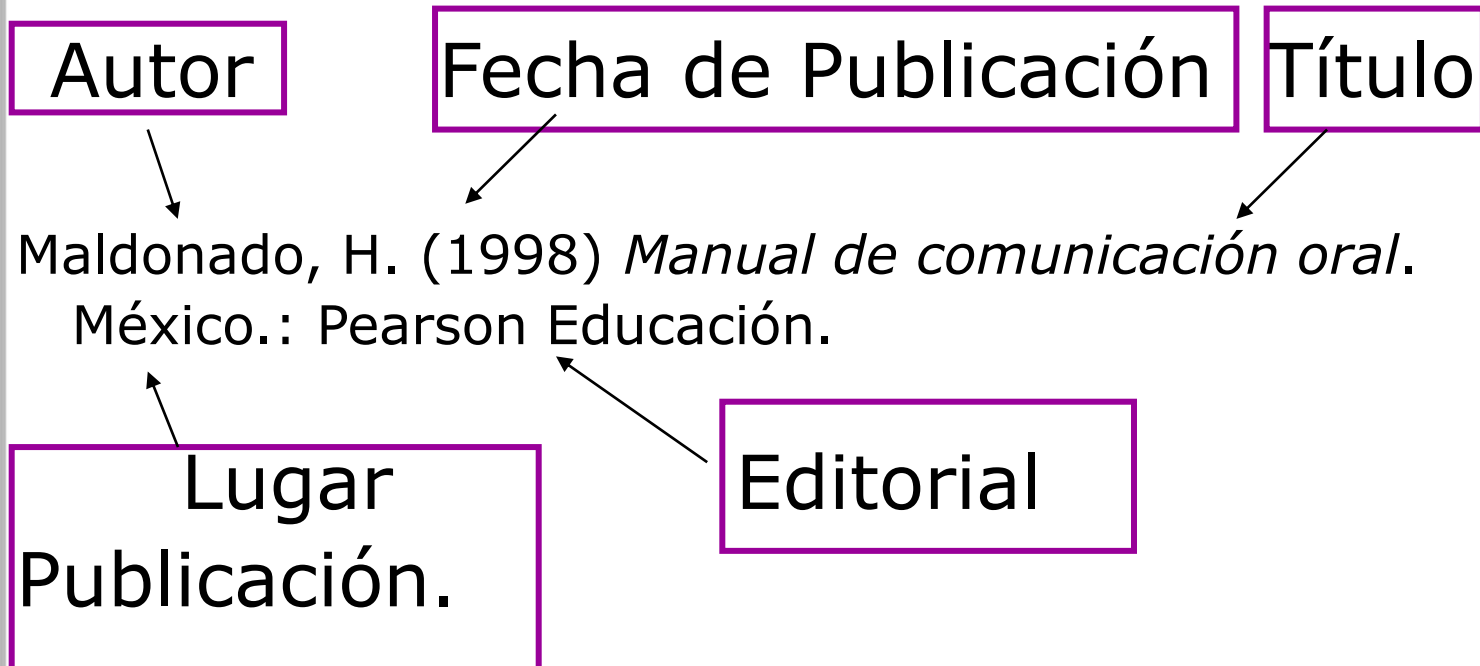 Autor
Fecha de Publicación
Título
Maldonado, H. (1998) Manual de comunicación oral.
México.: Pearson Educación.
Lugar
Publicación.
Editorial